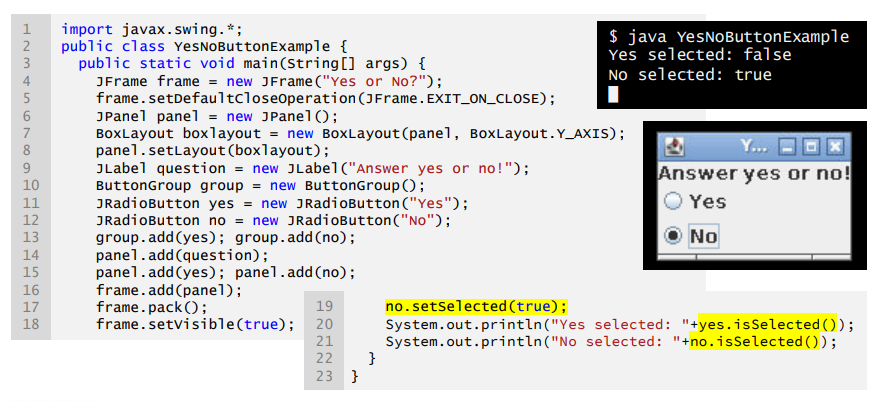 1 import javax.swing.*;
2 public class YesNoButtonExample {
3 public static void main(String[] args) {
4 JFrame frame = new JFrame("Yes or No?");
5 frame.setDefaultCloseOperation(JFrame.EXIT_ON_CLOSE);
6 JPanel panel = new JPanel();
7 BoxLayout boxlayout = new BoxLayout(panel, BoxLayout.Y_AXIS);
8 panel.setLayout(boxlayout);
9 JLabel question = new JLabel("Answer yes or no!");
10 ButtonGroup group = new ButtonGroup();
11 JRadioButton yes = new JRadioButton("Yes");
12 JRadioButton no = new JRadioButton("No");
13 group.add(yes); group.add(no);
14 panel.add(question);
15 panel.add(yes); panel.add(no);
16 frame.add(panel);
17 frame.pack();
18 frame.setVisible(true);
19 no.setSelected(true);
20 System.out.println("Yes selected: "+yes.isSelected());
21 System.out.println("No selected: "+no.isSelected());
22 }
23 }
$ java YesNoButtonExample
Yes selected: false
No selected: true
Y...
Answer yes or no!
Yes
No